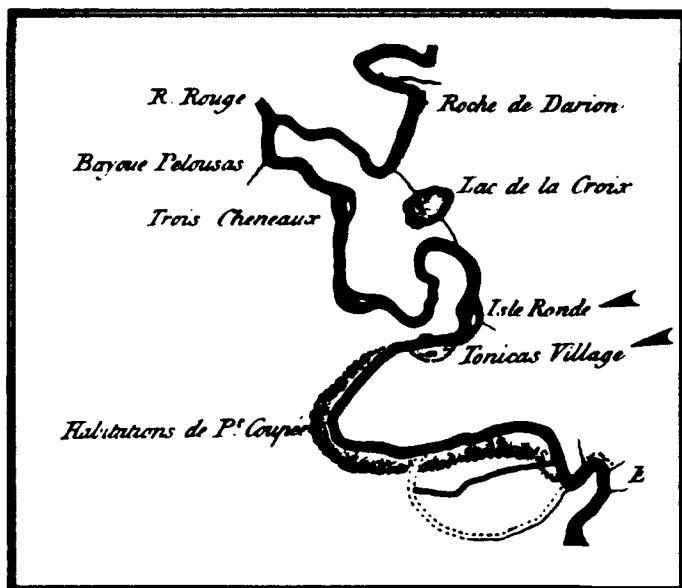 R. Rouge
Roche de Darion
Bayoue Pelousas
Lac de la Croix
Trois Cheneaux
Isle Ronde
Tonicas Village
Habitations de Pt. Coupée
E